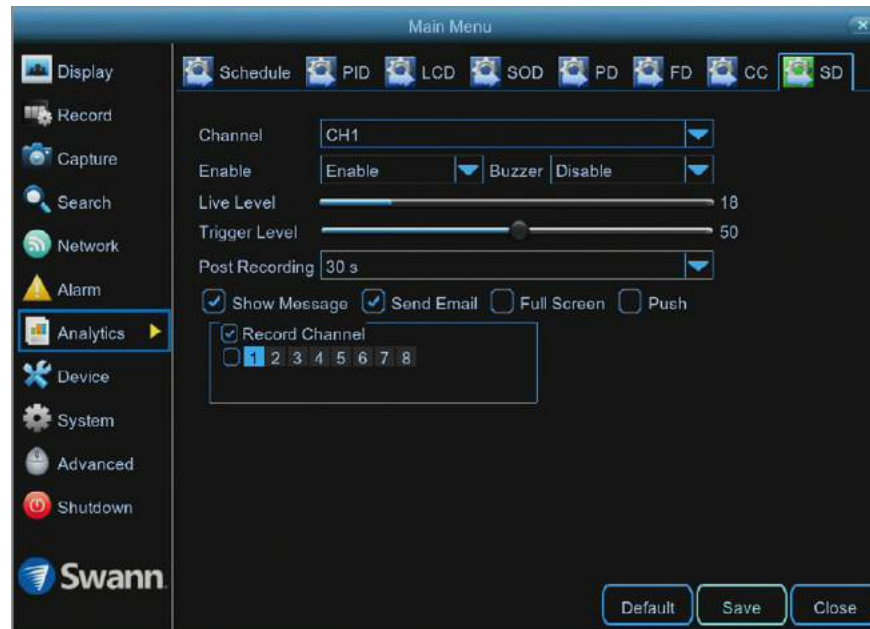 Main Menu
Display
Record
Capture
Search
Network
Alarm
Analytics
Device
System
Advanced
Shutdown
Swann
Schedule PID LCD SOD PD FD CC SD
Channel CH1
Enable Enable Buzzer Disable
Live Level 18
Trigger Level 50
Post Recording 30 s
Show Message Send Email Full Screen Push
Record Channel
1 2 3 4 5 6 7 8
Default Save Close